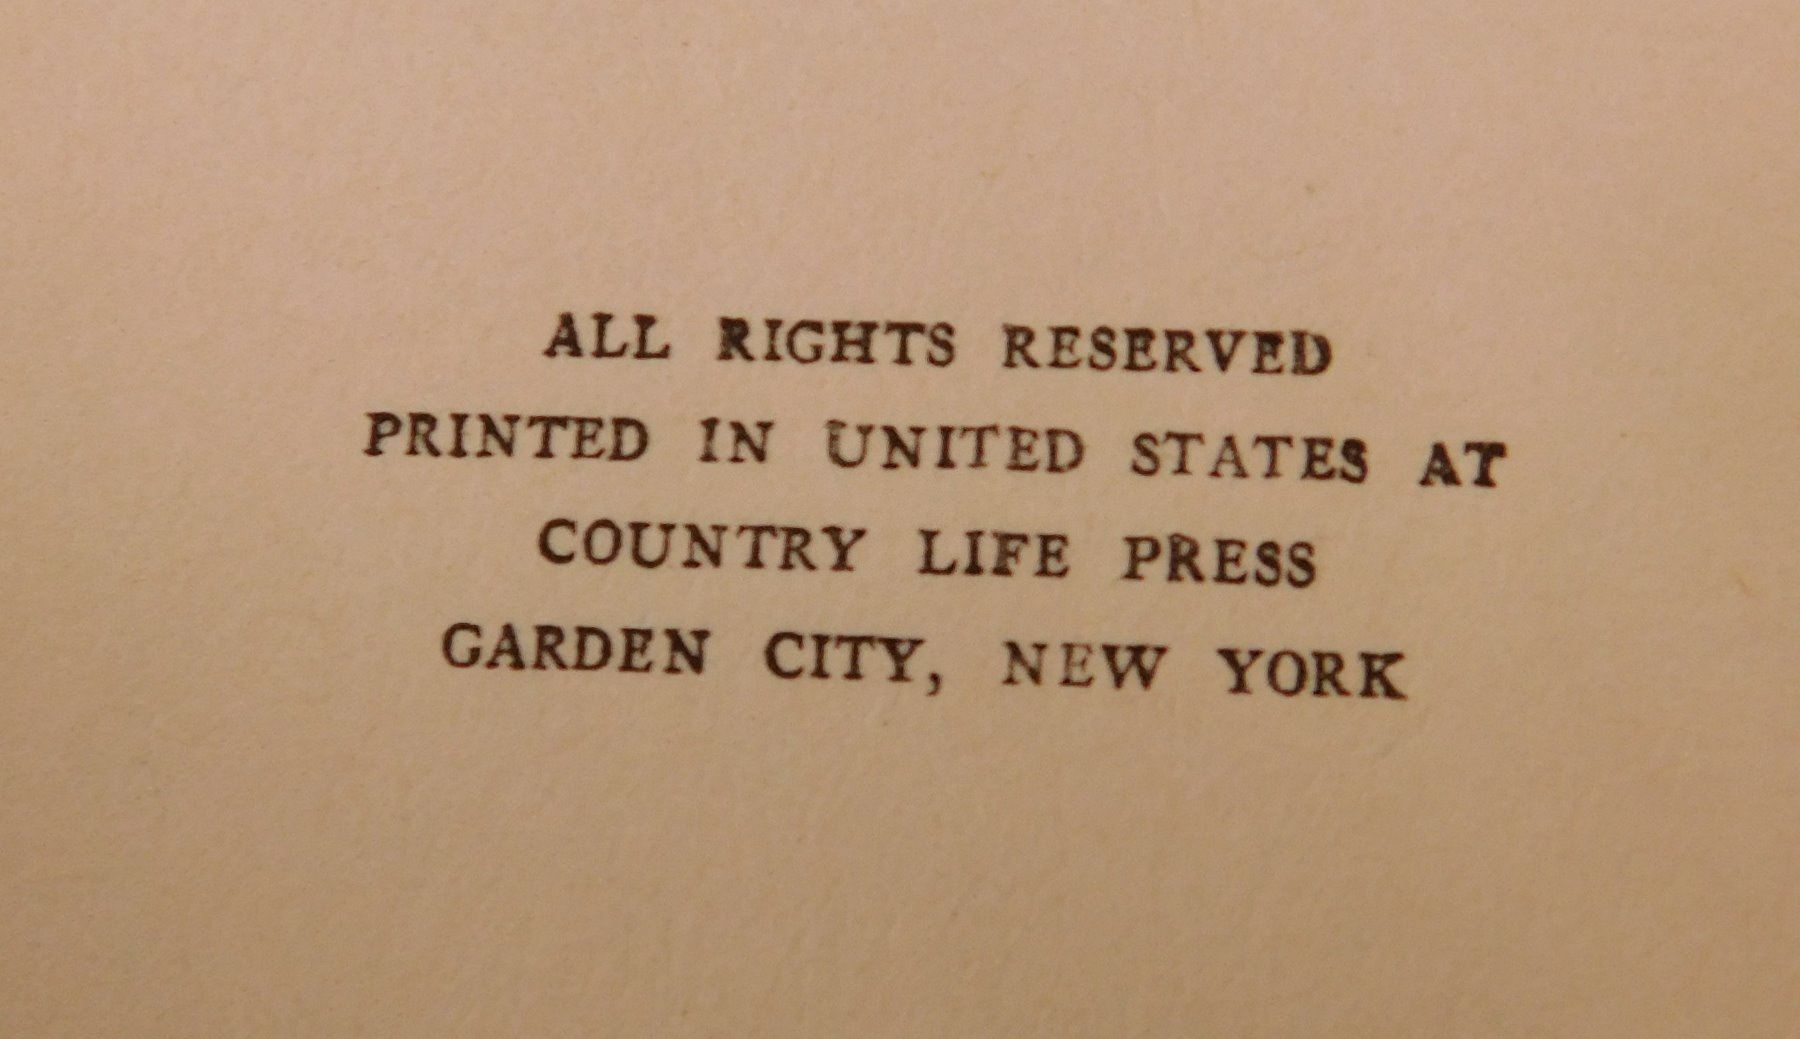 ALL RIGHTS RESERVED
PRINTED IN UNITED STATES AT
COUNTRY LIFE PRESS
GARDEN CITY, NEW YORK